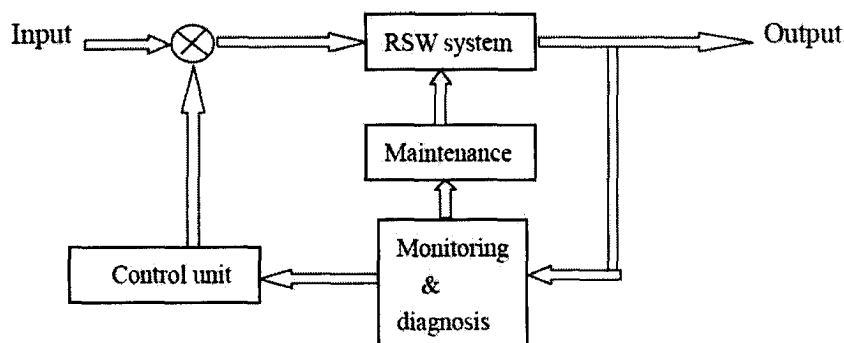 Input
RSW system
Output
Maintenance
Monitoring
&
diagnosis
Control unit